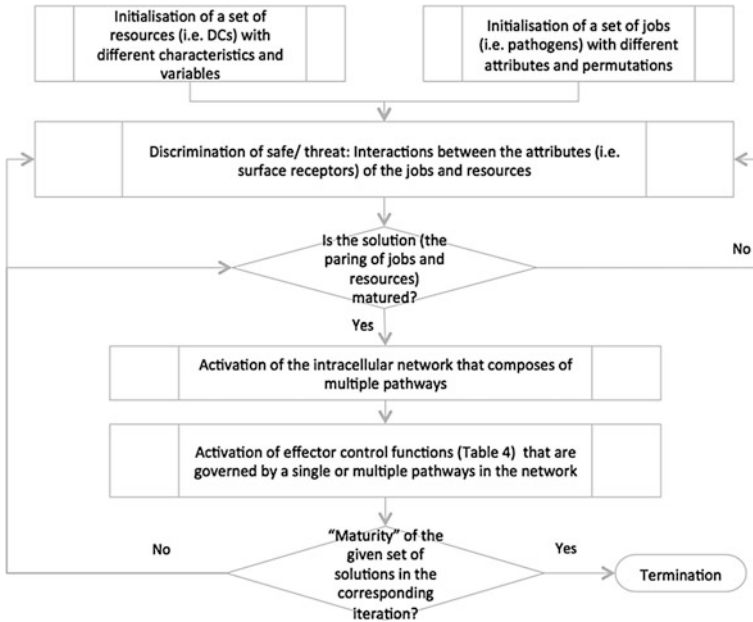 Initialisation of a set of
resources (i.e. DCs) with
different characteristics and
variables
Initialisation of a set of jobs
(i.e. pathogens) with different
attributes and permutations
Discrimination of safe/ threat: Interactions between the attributes (i.e.
surface receptors) of the jobs and resources
Is the solution (the
paring of jobs and
resources)
matured?
No
Yes
Activation of the intracellular network that composes of
multiple pathways
Activation of effector control functions (Table 4) that are
governed by a single or multiple pathways in the network
"Maturity" of the
given set of
solutions in the
corresponding
iteration?
No
Yes
Termination